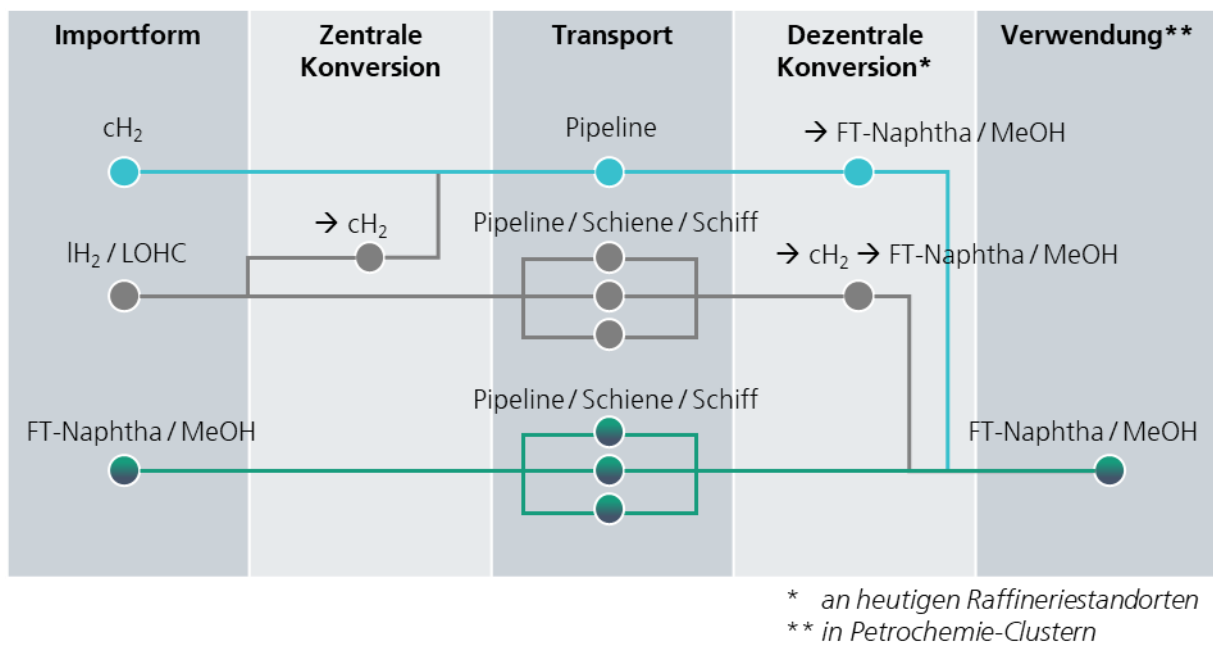 Importform
Zentrale
Konversion
Transport
Dezentrale
Konversion*
Verwendung**
cH₂
Pipeline
→ FT-Naphtha / MeOH
→ cH₂
Pipeline / Schiene / Schiff
lH₂ / LOHC
→ cH₂ → FT-Naphtha / MeOH
Pipeline / Schiene / Schiff
FT-Naphtha / MeOH
FT-Naphtha / MeOH
* an heutigen Raffineriestandorten
** in Petrochemie-Clustern